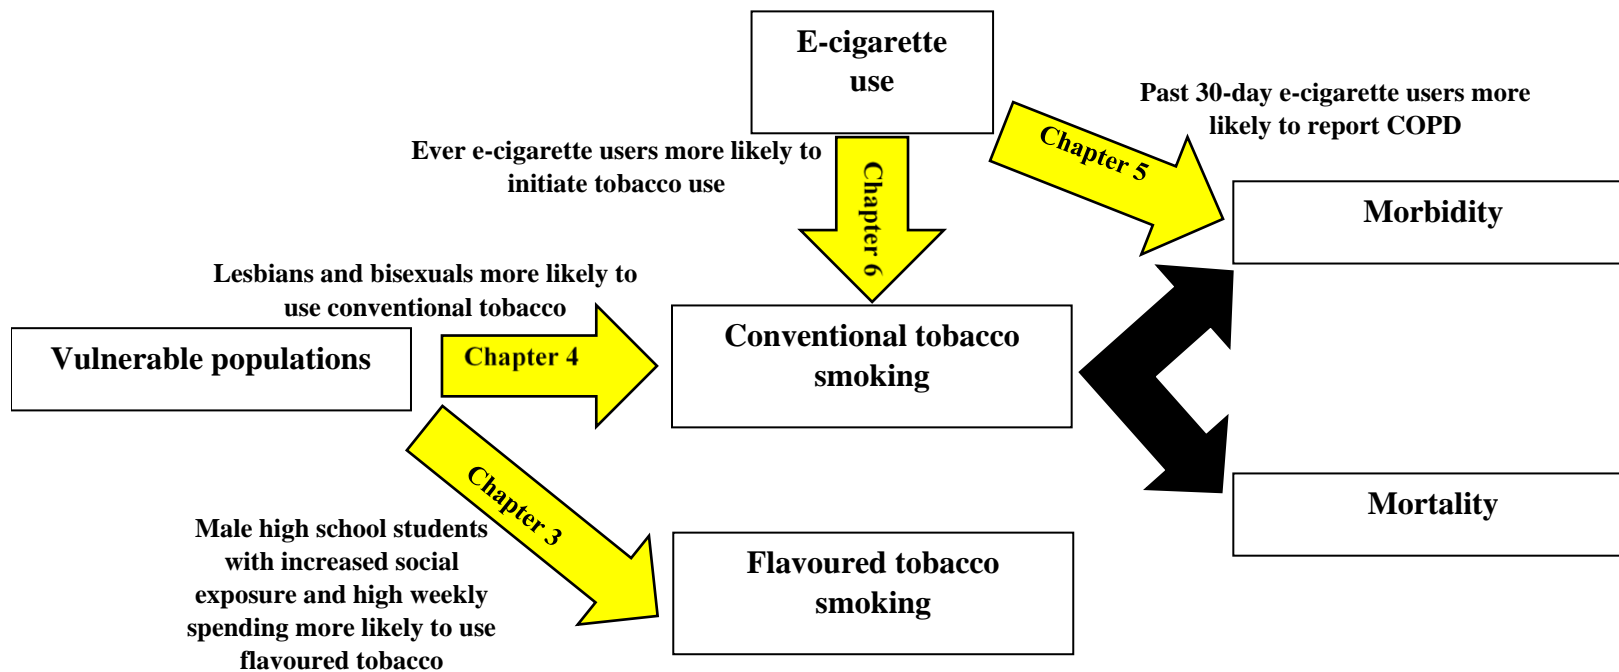 E-cigarette
use
Past 30-day e-cigarette users more
likely to report COPD
Chapter 5
Ever e-cigarette users more likely to
initiate tobacco use
Chapter 6
Morbidity
Lesbians and bisexuals more likely to
use conventional tobacco
Vulnerable populations
Chapter 4
Conventional tobacco
smoking
Chapter 3
Mortality
Male high school students
with increased social
exposure and high weekly
spending more likely to use
flavoured tobacco
Flavoured tobacco
smoking